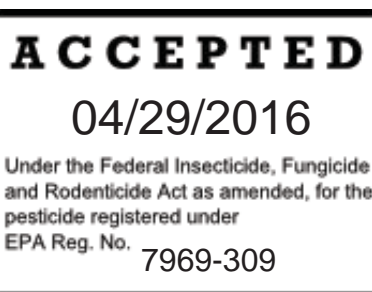 ACCEPTED
04/29/2016
Under the Federal Insecticide, Fungicide
and Rodenticide Act as amended, for the
pesticide registered under
EPA Reg. No. 7969-309